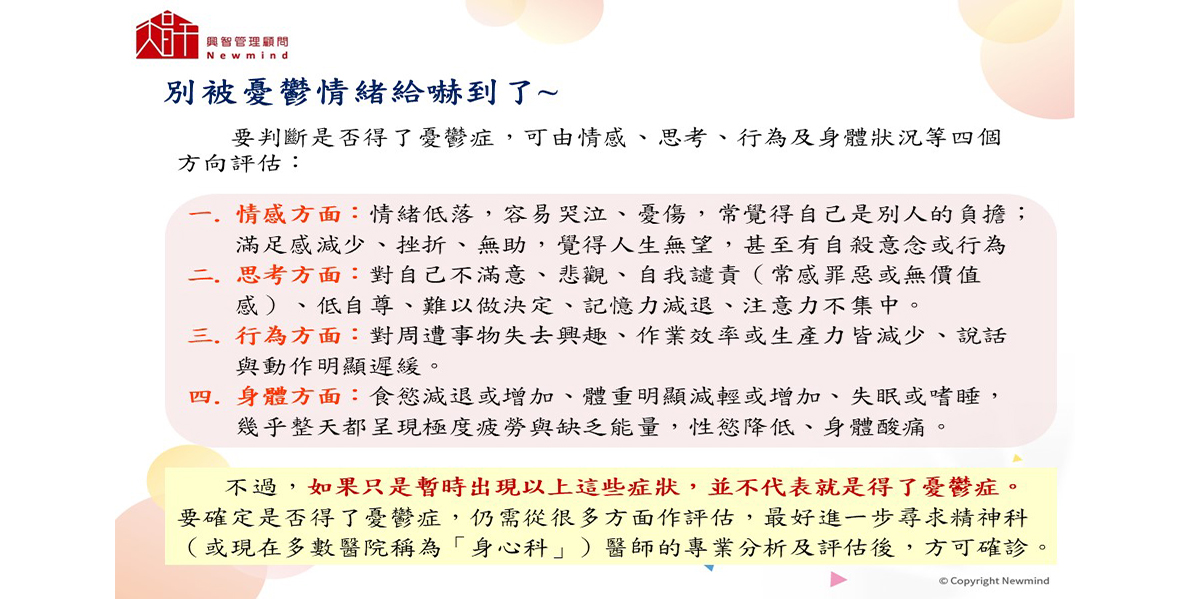 興智管理顧問
Newmind
別被憂鬱情緒給嚇到了~
要判斷是否得了憂鬱症，可由情感、思考、行為及身體狀況等四個
方向評估：
一. 情感方面：情緒低落，容易哭泣、憂傷，常覺得自己是別人的負擔；
滿足感減少、挫折、無助，覺得人生無望，甚至有自殺意念或行為
二. 思考方面：對自己不滿意、悲觀、自我譴責（常感罪惡或無價值
感）、低自尊、難以做決定、記憶力減退、注意力不集中。
三. 行為方面：對周遭事物失去興趣、作業效率或生產力皆減少、說話
與動作明顯遲緩。
四. 身體方面：食慾減退或增加、體重明顯減輕或增加、失眠或嗜睡，
幾乎整天都呈現極度疲勞與缺乏能量，性慾降低、身體酸痛。
不過，如果只是暫時出現以上這些症狀，並不代表就是得了憂鬱症。
要確定是否得了憂鬱症，仍需從很多方面作評估，最好進一步尋求精神科
（或現在多數醫院稱為「身心科」）醫師的專業分析及評估後，方可確診。
© Copyright Newmind